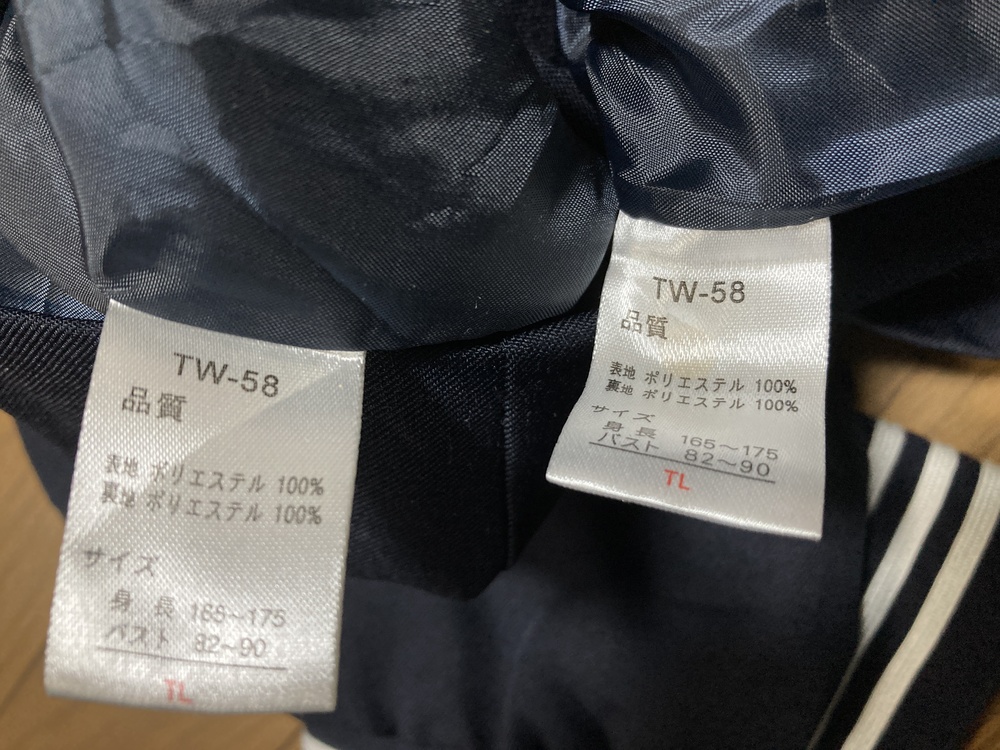 TW-58
品質
表地 ポリエステル 100%
裏地 ポリエステル 100%
サイズ
身長 165～175
バスト 82～90
TL
TW-58
品質
表地 ポリエステル 100%
裏地 ポリエステル 100%
サイズ
身長 165～175
バスト 82～90
TL